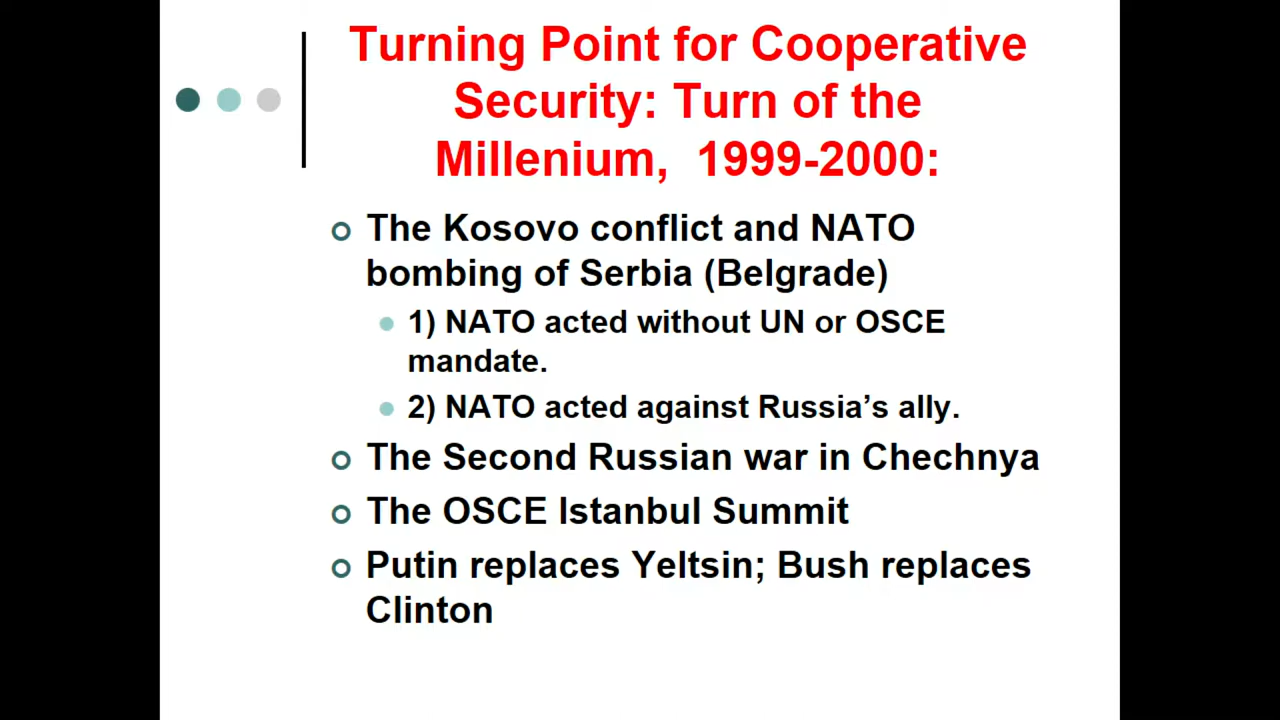 Turning Point for Cooperative
Security: Turn of the
Millenium, 1999-2000:
The Kosovo conflict and NATO
bombing of Serbia (Belgrade)
1) NATO acted without UN or OSCE
mandate.
2) NATO acted against Russia’s ally.
The Second Russian war in Chechnya
The OSCE Istanbul Summit
Putin replaces Yeltsin; Bush replaces
Clinton